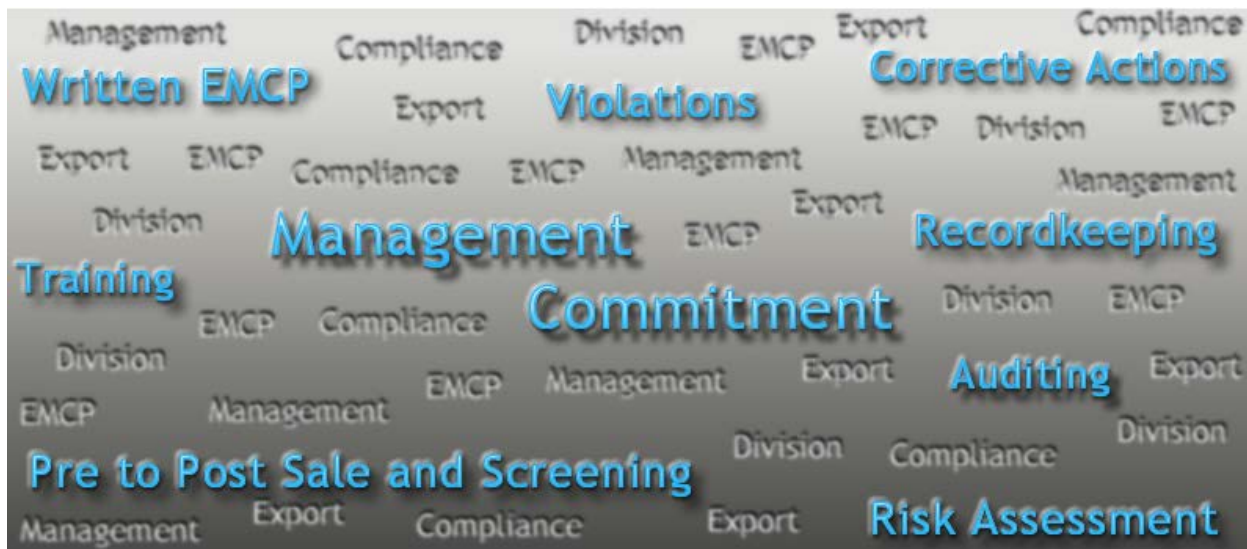 Management Compliance Division EMCP Export Compliance
Written EMCP Violations Corrective Actions
Export EMCP Division EMCP
Export EMCP Compliance EMCP Management Management
Division Management EMCP Export Recordkeeping
Training Commitment Division EMCP
EMCP Compliance
Division EMCP Management Export Auditing Export
EMCP Management Division Compliance Division
Pre to Post Sale and Screening
Management Export Compliance Export Risk Assessment